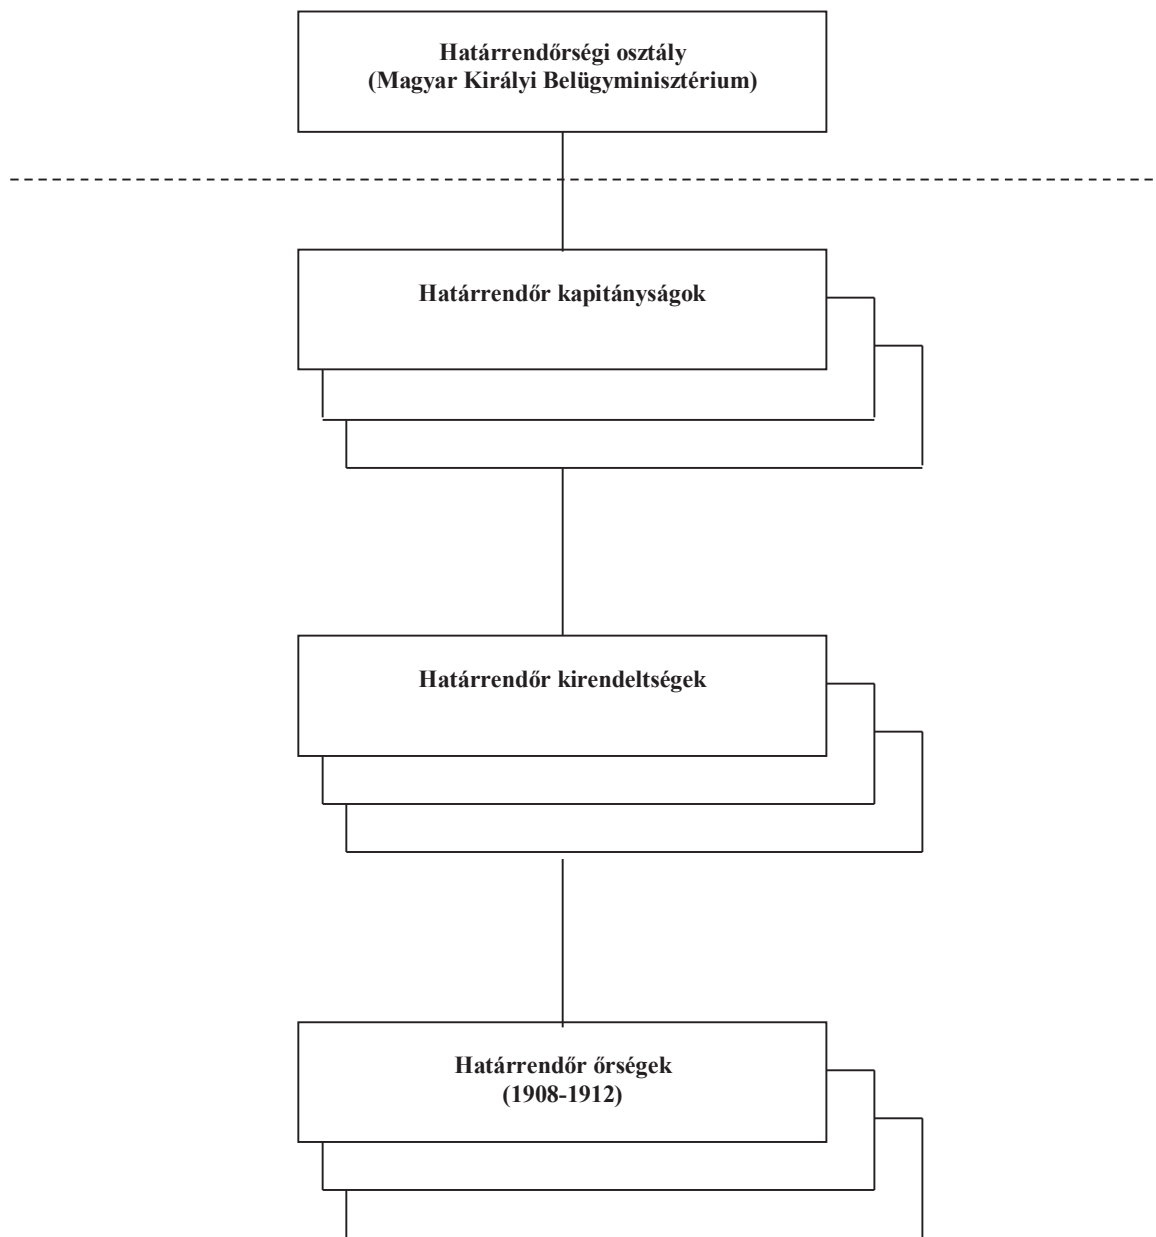 Határrendőrségi osztály
(Magyar Királyi Belügyminisztérium)
Határrendőr kapitányságok
Határrendőr kirendeltségek
Határrendőr őrségek
(1908-1912)